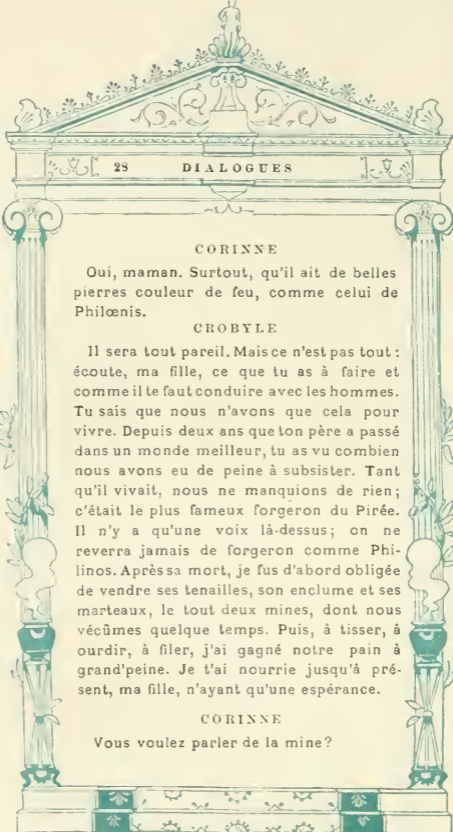 28 DIALOGUES
CORINNE
Oui, maman. Surtout, qu'il ait de belles
pierres couleur de feu, comme celui de
Philœnis.
CROBYLE
Il sera tout pareil. Mais ce n'est pas tout :
écoute, ma fille, ce que tu as à faire et
comme il te faut conduire avec les hommes.
Tu sais que nous n'avons que cela pour
vivre. Depuis deux ans que ton père a passé
dans un monde meilleur, tu as vu combien
nous avons eu de peine à subsister. Tant
qu'il vivait, nous ne manquions de rien ;
c'était le plus fameux forgeron du Pirée.
Il n'y a qu'une voix là-dessus ; on ne
reverra jamais de forgeron comme Phi-
linos. Après sa mort, je fus d'abord obligée
de vendre ses tenailles, son enclume et ses
marteaux, le tout deux mines, dont nous
vécûmes quelque temps. Puis, à tisser, à
ourdir, à filer, j'ai gagné notre pain à
grand'peine. Je t'ai nourrie jusqu'à pré-
sent, ma fille, n'ayant qu'une espérance.
CORINNE
Vous voulez parler de la mine?